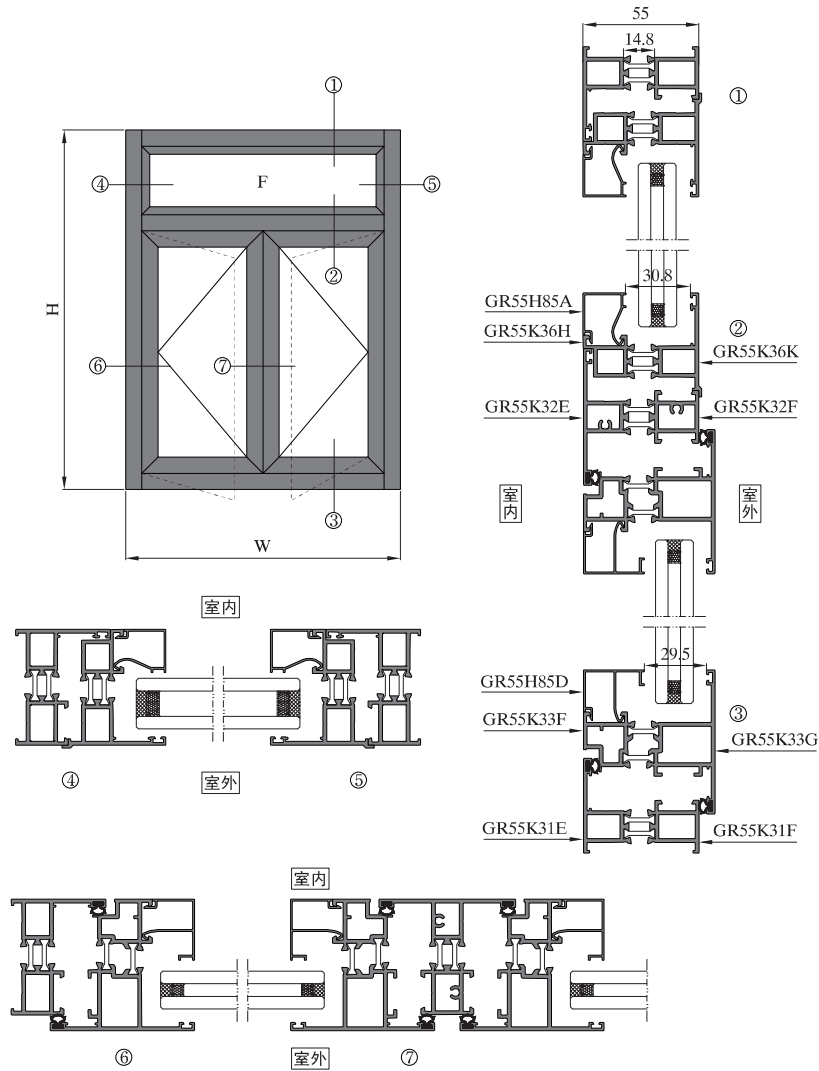 55
14.8
①
①
④
F
⑤
②
30.8
GR55H85A
②
GR55K36H
GR55K36K
H
⑥
⑦
GR55K32E
GR55K32F
室内
室外
③
W
室内
29.5
GR55H85D
③
GR55K33F
GR55K33G
④
室外
⑤
GR55K31E
GR55K31F
室内
⑥
室外
⑦